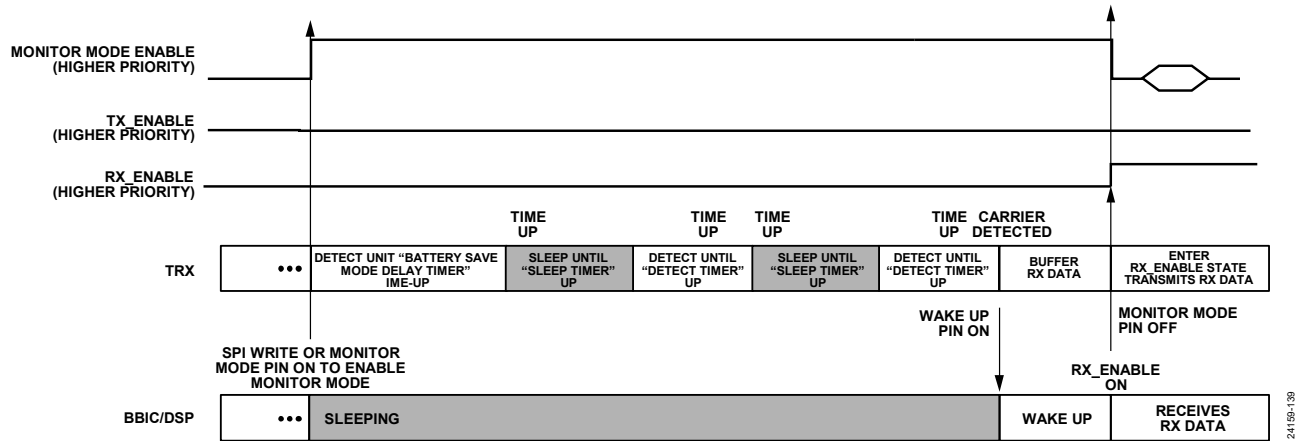 MONITOR MODE ENABLE
(HIGHER PRIORITY)
TX_ENABLE
(HIGHER PRIORITY)
RX_ENABLE
(HIGHER PRIORITY)
TIME
UP
TIME
UP
TIME
UP
TIME
UP
CARRIER
DETECTED
TRX
•••
DETECT UNIT “BATTERY SAVE
MODE DELAY TIMER”
IME-UP
SLEEP UNTIL
“SLEEP TIMER”
UP
DETECT UNTIL
“DETECT TIMER”
UP
SLEEP UNTIL
“SLEEP TIMER”
UP
DETECT UNTIL
“DETECT TIMER”
UP
BUFFER
RX DATA
ENTER
RX_ENABLE STATE
TRANSMITS RX DATA
WAKE UP
PIN ON
MONITOR MODE
PIN OFF
SPI WRITE OR MONITOR
MODE PIN ON TO ENABLE
MONITOR MODE
RX_ENABLE
ON
BBIC/DSP
•••
SLEEPING
WAKE UP
RECEIVES
RX DATA
24159-139